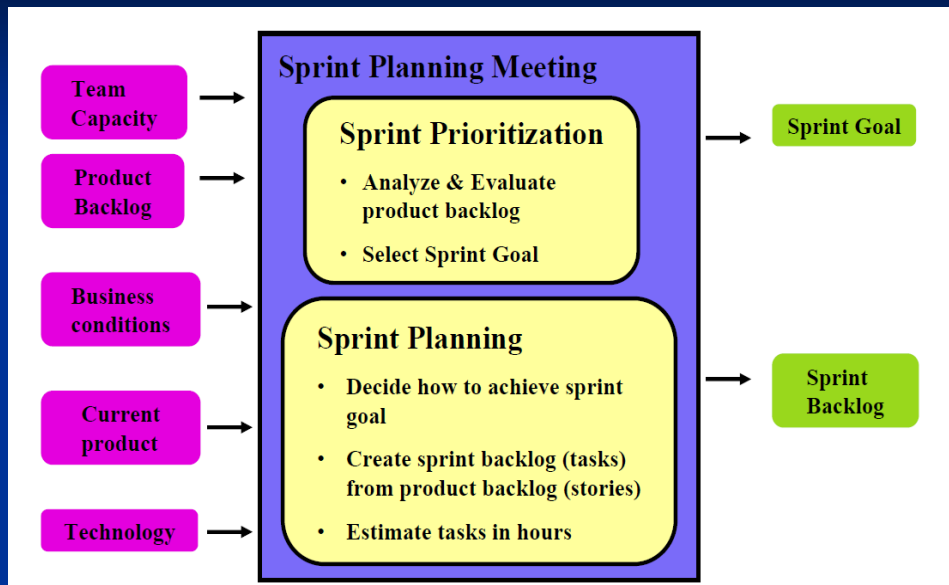 Sprint Planning Meeting
Team
Capacity
Product
Backlog
Business
conditions
Current
product
Technology
Sprint Prioritization
• Analyze & Evaluate
product backlog
• Select Sprint Goal
Sprint Planning
• Decide how to achieve sprint
goal
• Create sprint backlog (tasks)
from product backlog (stories)
• Estimate tasks in hours
Sprint Goal
Sprint
Backlog